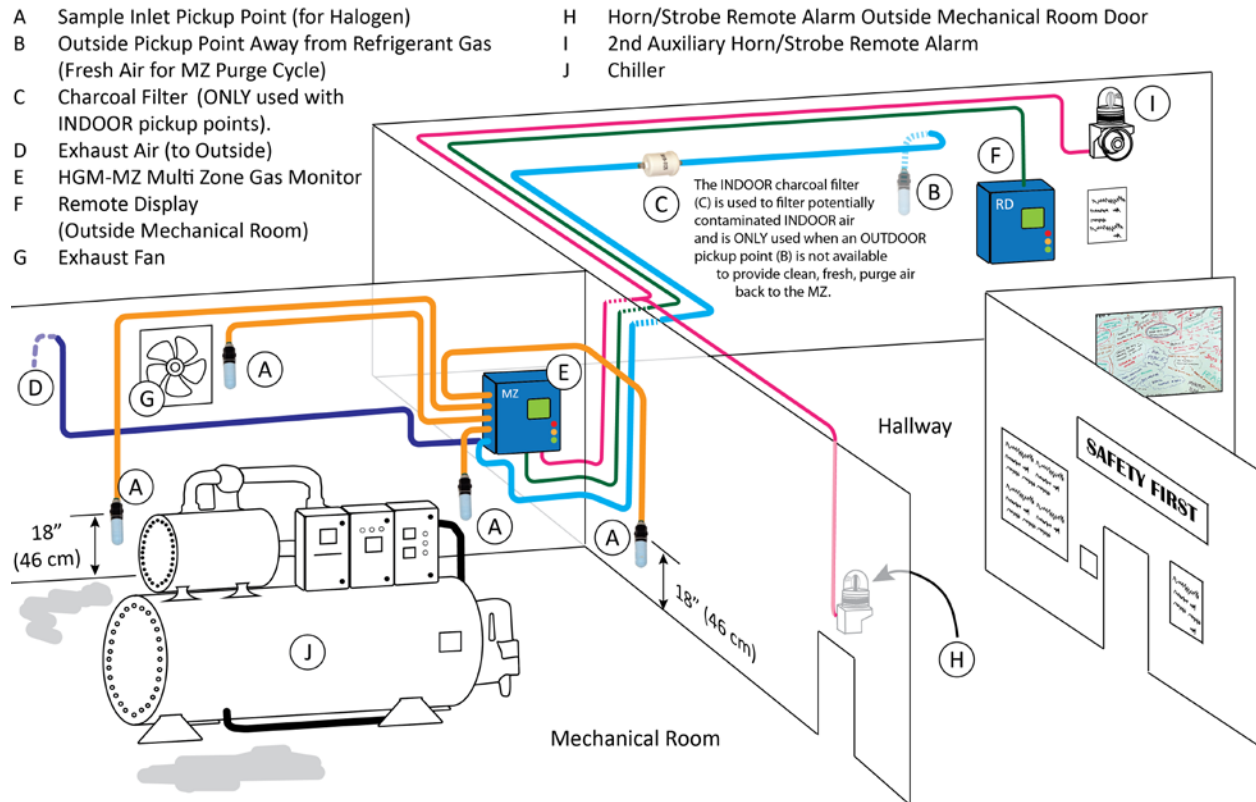 A Sample Inlet Pickup Point (for Halogen)
B Outside Pickup Point Away from Refrigerant Gas
(Fresh Air for MZ Purge Cycle)
C Charcoal Filter (ONLY used with
INDOOR pickup points).
D Exhaust Air (to Outside)
E HGM-MZ Multi Zone Gas Monitor
F Remote Display
(Outside Mechanical Room)
G Exhaust Fan
H Horn/Strobe Remote Alarm Outside Mechanical Room Door
I 2nd Auxiliary Horn/Strobe Remote Alarm
J Chiller
I
F
C
B
The INDOOR charcoal filter
(C) is used to filter potentially
contaminated INDOOR air
and is ONLY used when an OUTDOOR
pickup point (B) is not available
to provide clean, fresh, purge air
back to the MZ.
RD
D
G
A
E
MZ
Hallway
SAFETY FIRST
A
A
A
18"
(46 cm)
18" (46 cm)
J
H
Mechanical Room